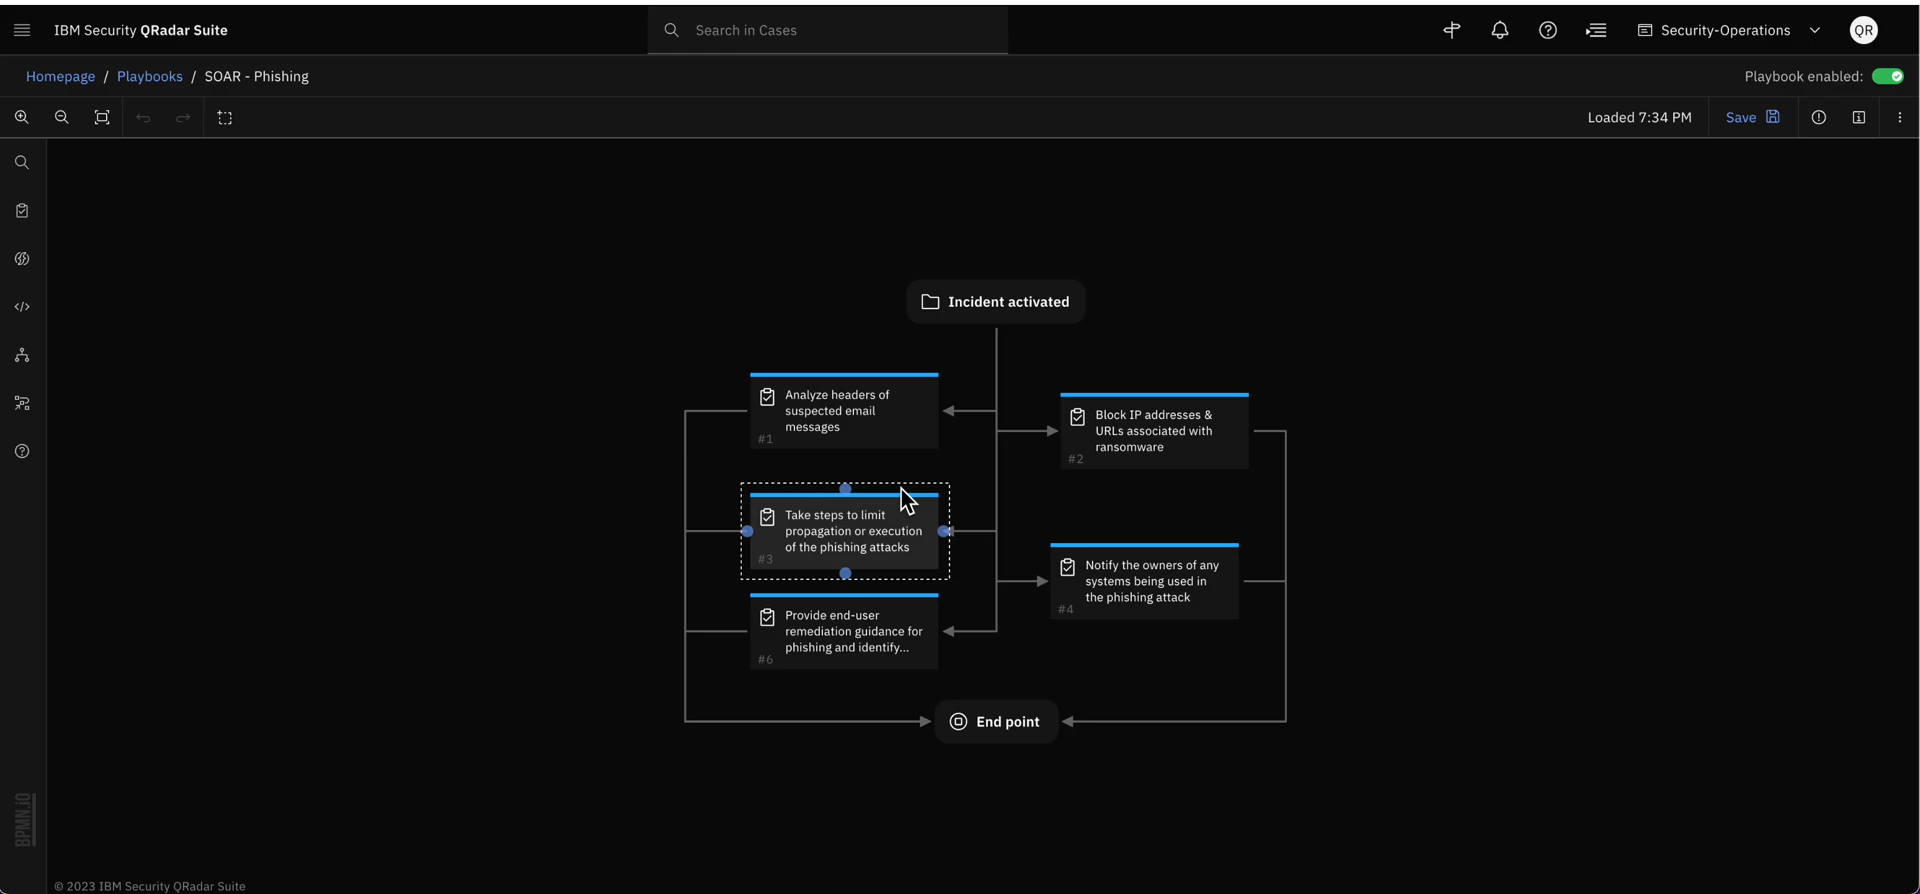 IBM Security QRadar Suite
Search in Cases
Security-Operations
QR
Homepage / Playbooks / SOAR - Phishing
Playbook enabled:
Loaded 7:34 PM
Save
Incident activated
Analyze headers of
suspected email
messages
#1
Block IP addresses &
URLs associated with
ransomware
#2
Take steps to limit
propagation or execution
of the phishing attacks
#3
Notify the owners of any
systems being used in
the phishing attack
#4
Provide end-user
remediation guidance for
phishing and identify...
#6
End point
BPMN.iO
© 2023 IBM Security QRadar Suite